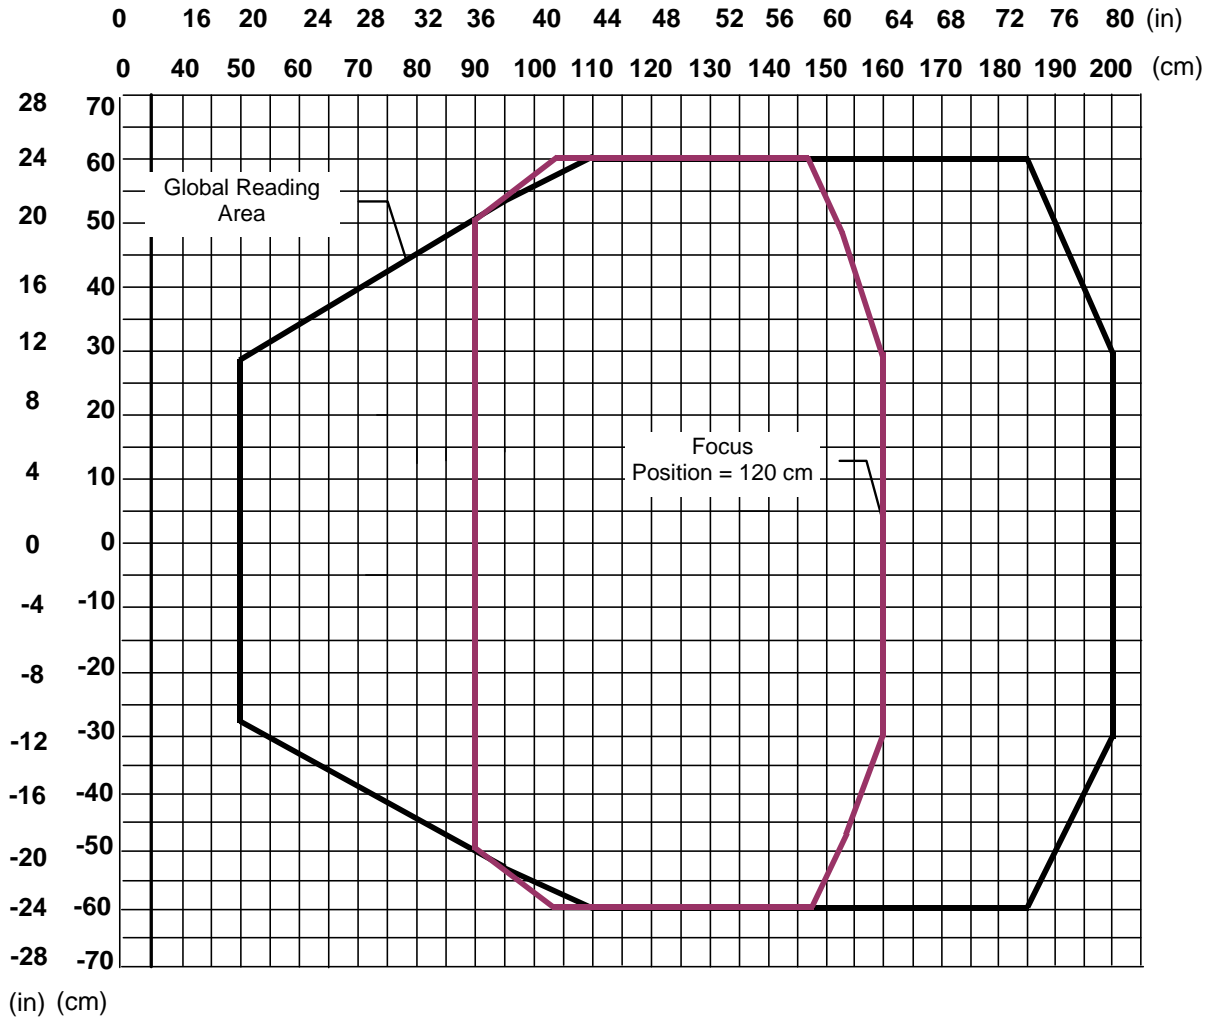 0 16 20 24 28 32 36 40 44 48 52 56 60 64 68 72 76 80 (in)
0 40 50 60 70 80 90 100 110 120 130 140 150 160 170 180 190 200 (cm)
28 70
24 60
Global Reading
Area
20 50
16 40
12 30
8 20
Focus
Position = 120 cm
4 10
0 0
-4 -10
-8 -20
-12 -30
-16 -40
-20 -50
-24 -60
-28 -70
(in) (cm)